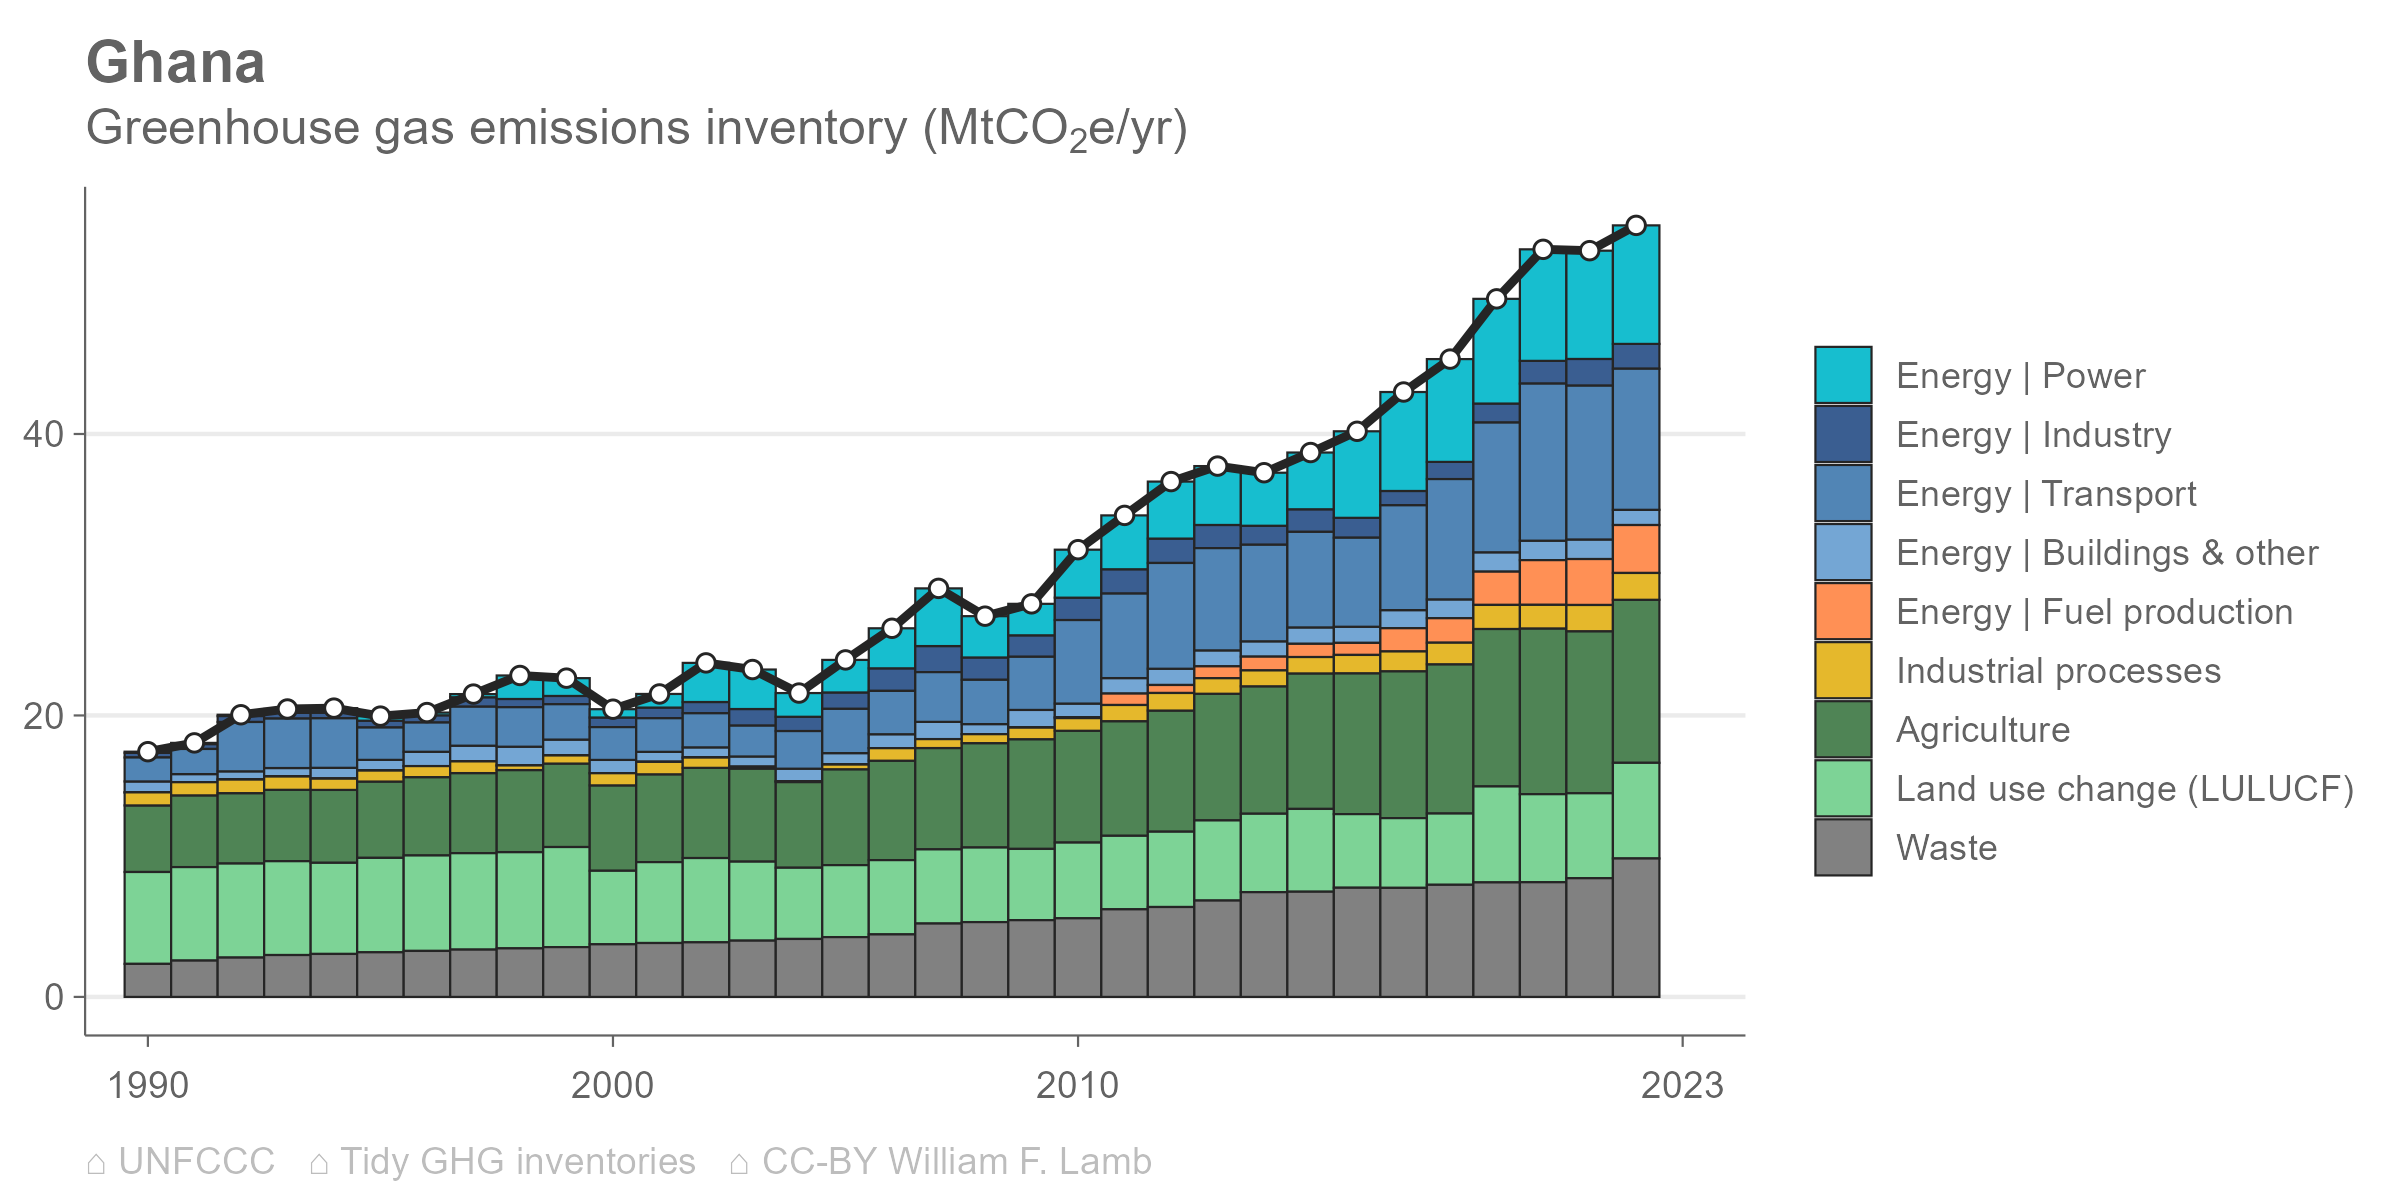 Ghana
Greenhouse gas emissions inventory (MtCO₂e/yr)
40
20
0
1990 2000 2010 2023
Energy | Power
Energy | Industry
Energy | Transport
Energy | Buildings & other
Energy | Fuel production
Industrial processes
Agriculture
Land use change (LULUCF)
Waste
⌂ UNFCCC ⌂ Tidy GHG inventories ⌂ CC-BY William F. Lamb